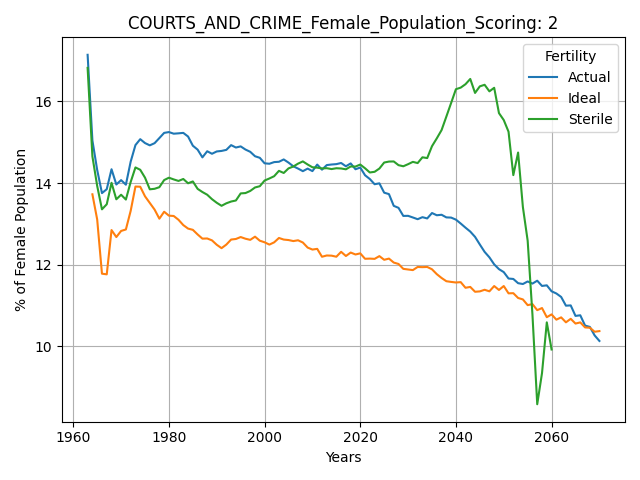 COURTS_AND_CRIME_Female_Population_Scoring: 2
% of Female Population
16
14
12
10
Fertility
Actual
Ideal
Sterile
1960 1980 2000 2020 2040 2060
Years